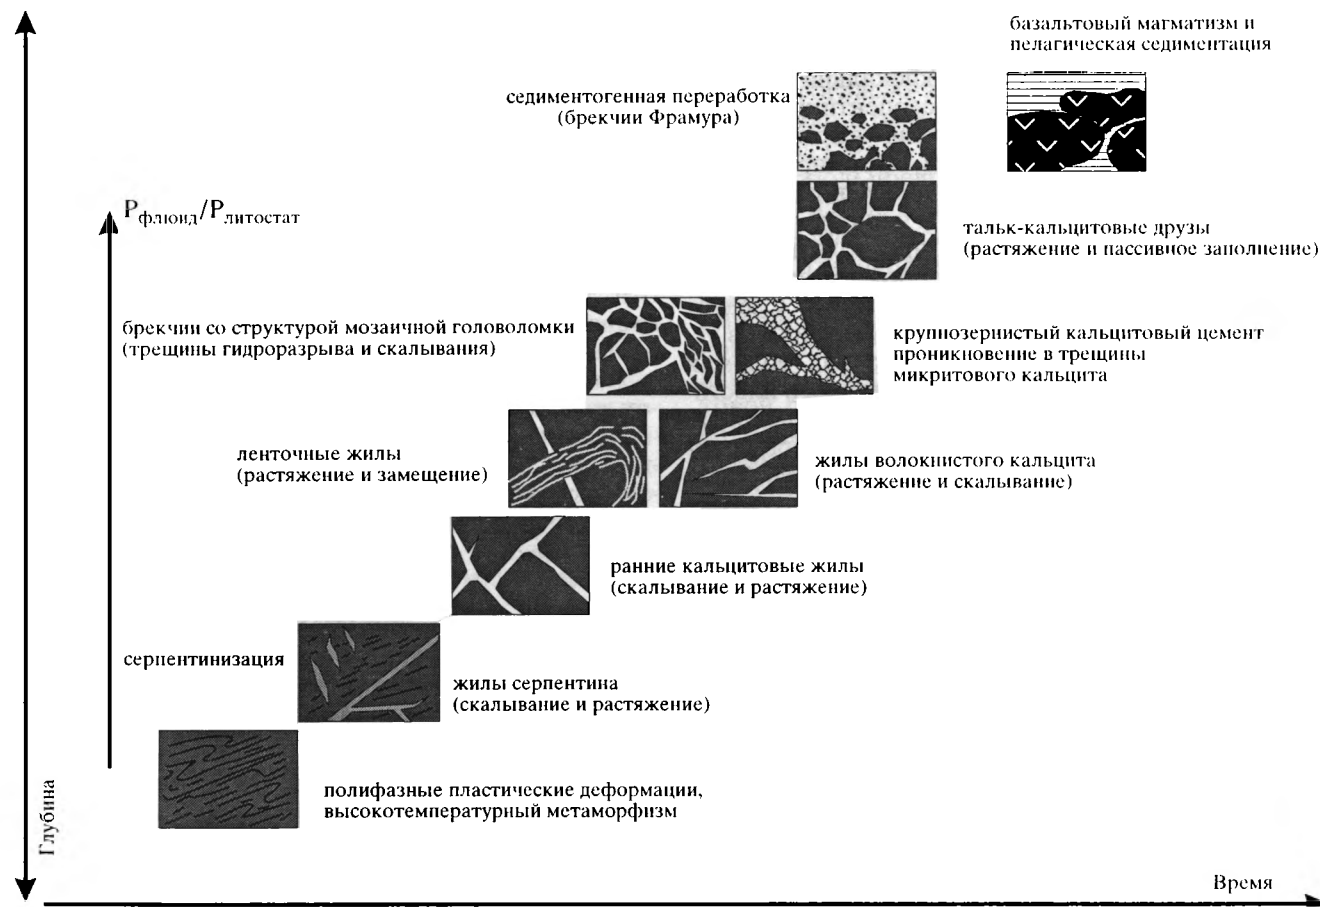 базальтовый магматизм и
пелагическая седиментация
седиментогенная переработка
(брекчии Фрамура)
Pфлюид/Pлитостат
тальк-кальцитовые друзы
(растяжение и пассивное заполнение)
брекчии со структурой мозаичной головоломки
(трещины гидроразрыва и скалывания)
крупнозернистый кальцитовый цемент
проникновение в трещины
микритового кальцита
ленточные жилы
(растяжение и замещение)
жилы волокнистого кальцита
(растяжение и скалывание)
ранние кальцитовые жилы
(скалывание и растяжение)
серпентинизация
жилы серпентина
(скалывание и растяжение)
полифазные пластические деформации,
высокотемпературный метаморфизм
Глубина
Время